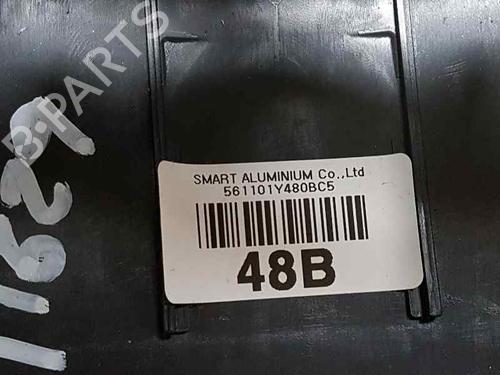 B-PARTS
SMART ALUMINIUM Co.,Ltd
561101Y480BC5
48B